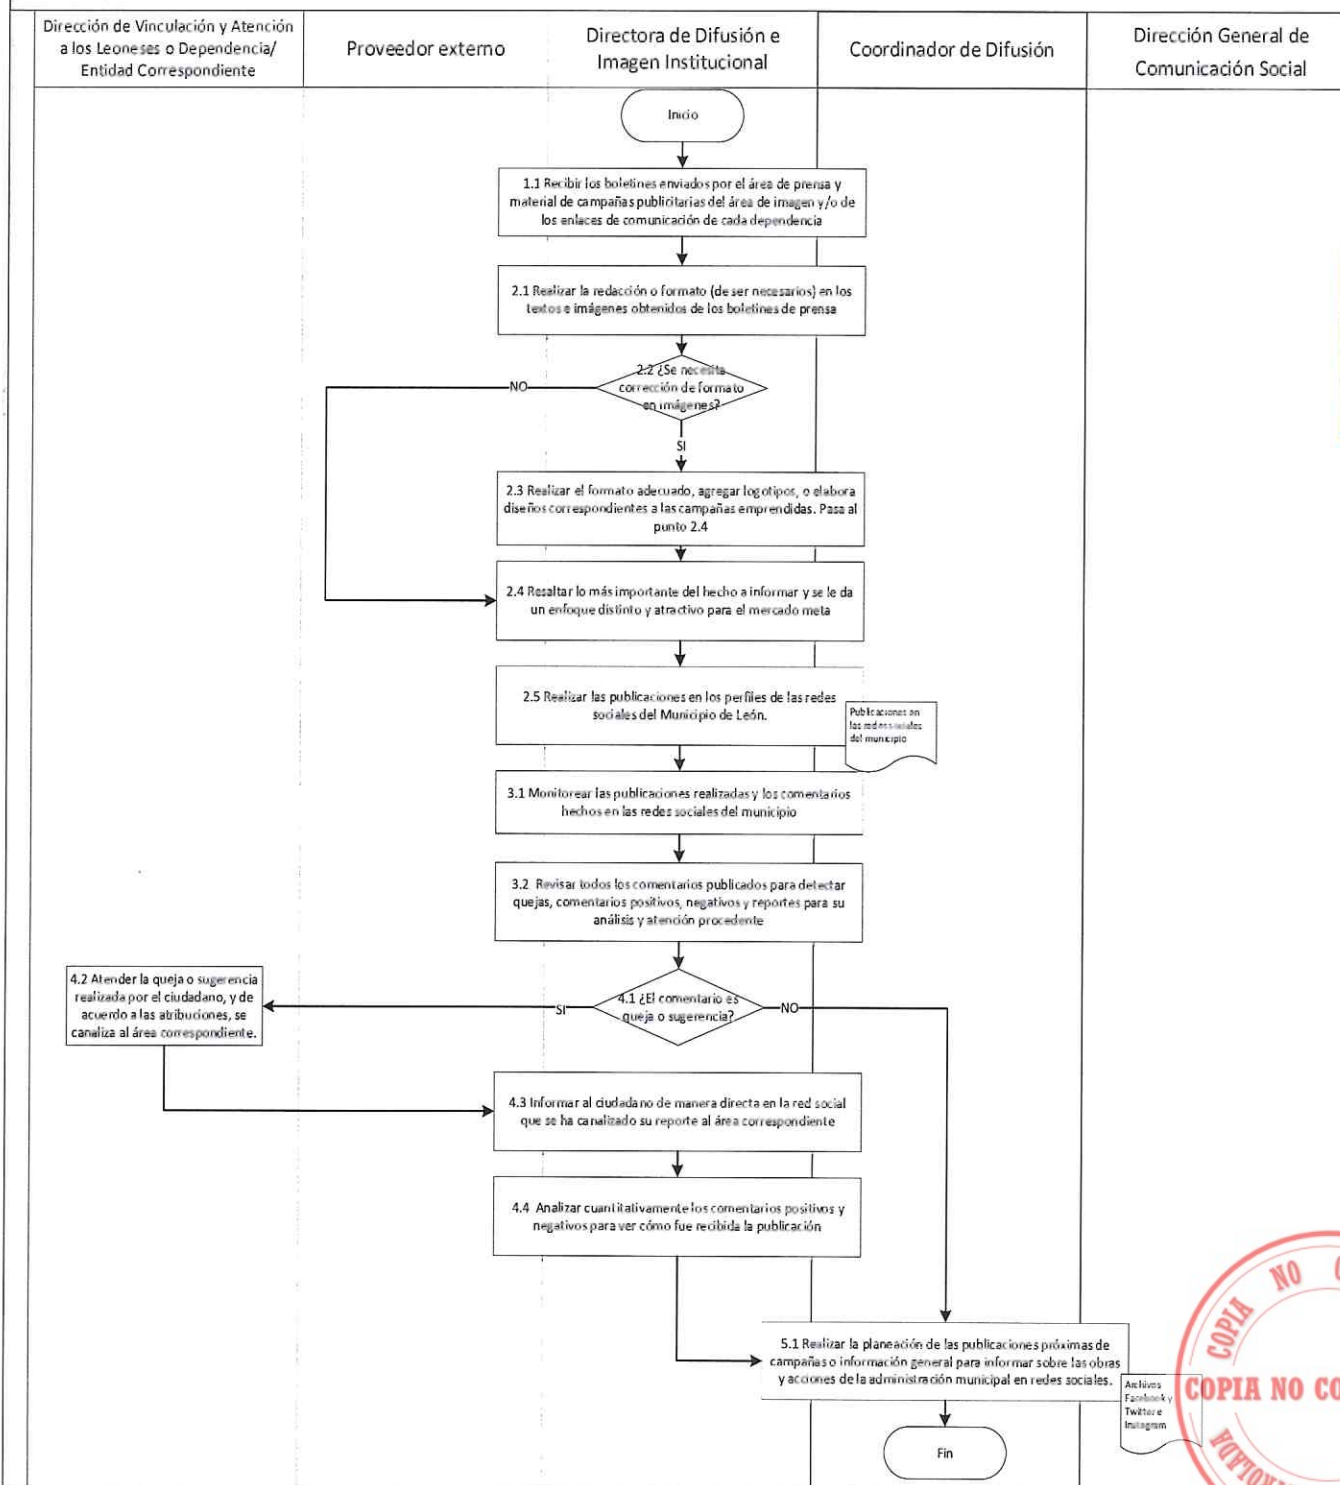 Dirección de Vinculación y Atención
a los Leoneses o Dependencia/
Entidad Correspondiente
Proveedor externo
Directora de Difusión e
Imagen Institucional
Coordinador de Difusión
Dirección General de
Comunicación Social
Inicio
1.1 Recibir los boletines enviados por el área de prensa y
material de campañas publicitarias del área de imagen y/o de
los enlaces de comunicación de cada dependencia
2.1 Realizar la redacción o formato (de ser necesarios) en los
textos e imágenes obtenidos de los boletines de prensa
2.2 ¿Se necesita
corrección de formato
en imágenes?
NO
SI
2.3 Realizar el formato adecuado, agregar logotipos, o elabora
diseños correspondientes a las campañas emprendidas. Pasa al
punto 2.4
2.4 Resaltar lo más importante del hecho a informar y se le da
un enfoque distinto y atractivo para el mercado meta
2.5 Realizar las publicaciones en los perfiles de las redes
sociales del Municipio de León.
Publicaciones en
las redes sociales
del municipio
3.1 Monitorear las publicaciones realizadas y los comentarios
hechos en las redes sociales del municipio
3.2 Revisar todos los comentarios publicados para detectar
quejas, comentarios positivos, negativos y reportes para su
análisis y atención procedente
4.2 Atender la queja o sugerencia
realizada por el ciudadano, y de
acuerdo a las atribuciones, se
canaliza al área correspondiente.
SI
4.1 ¿El comentario es
queja o sugerencia?
NO
4.3 Informar al ciudadano de manera directa en la red social
que se ha canalizado su reporte al área correspondiente
4.4 Analizar cuantitativamente los comentarios positivos y
negativos para ver cómo fue recibida la publicación
5.1 Realizar la planeación de las publicaciones próximas de
campañas o información general para informar sobre las obras
y acciones de la administración municipal en redes sociales.
Archivos
Facebook y
Twitter e
Instagram
Fin
COPIA NO
COPIA NO CO